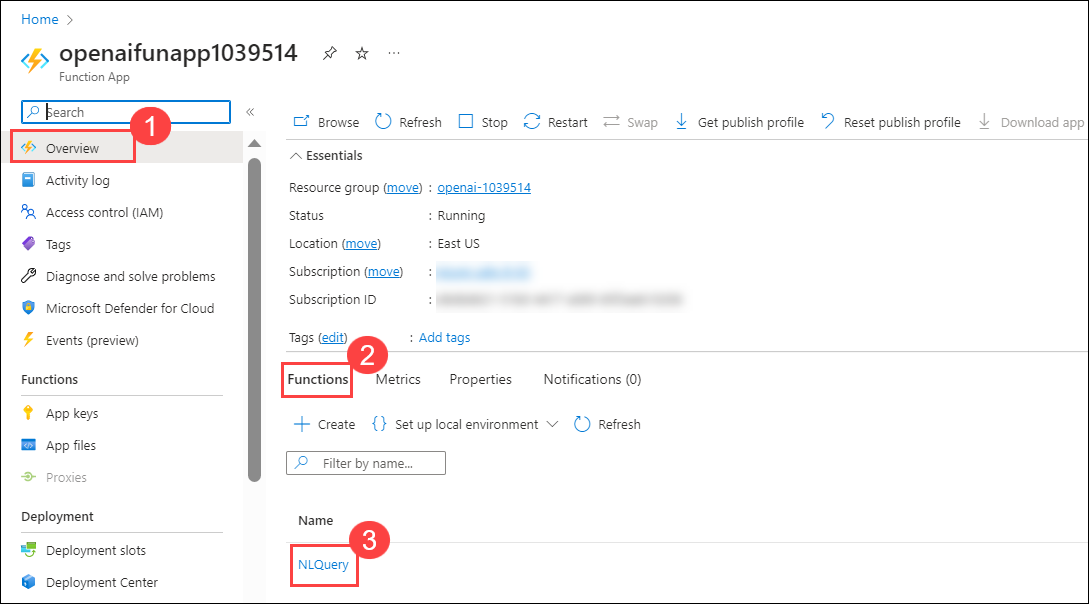 Home >
openaifunapp1039514
Function App
Search
1
Overview
Activity log
Access control (IAM)
Tags
Diagnose and solve problems
Microsoft Defender for Cloud
Events (preview)
Functions
App keys
App files
Proxies
Deployment
Deployment slots
Deployment Center
Browse Refresh Stop Restart Swap Get publish profile Reset publish profile Download app
Essentials
Resource group (move) : openai-1039514
Status : Running
Location (move) : East US
Subscription (move) :
Subscription ID :
Tags (edit) : Add tags
2
Functions Metrics Properties Notifications (0)
Create {} Set up local environment Refresh
Filter by name...
Name
3
NLQuery